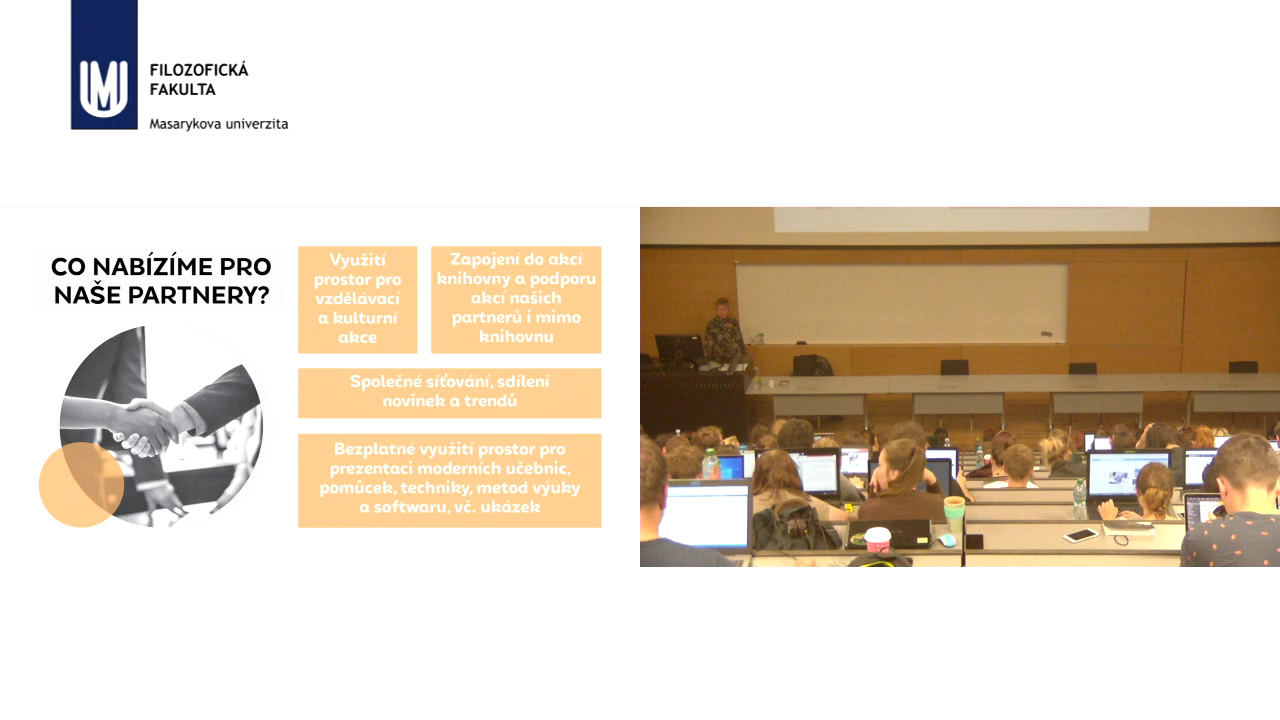 FILOZOFICKÁ
FAKULTA
Masarykova univerzita
CO NABÍZÍME PRO
NAŠE PARTNERY?
Využití
prostor pro
vzdělávací
a kulturní
akce
Zapojení do akcí
knihovny a podporu
akcí našich
partnerů i mimo
knihovnu
Společné síťování, sdílení
novinek a trendů
Bezplatné využití prostor pro
prezentaci moderních učebnic,
pomůcek, techniky, metod výuky
a softwaru, vč. ukázek